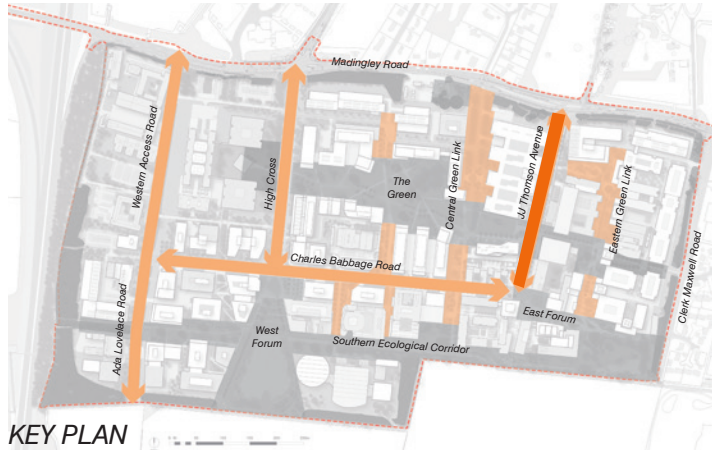 Madingley Road
Western Access Road
High Cross
The
Green
Central Green Link
JJ Thomson Avenue
Eastern Green Link
Charles Babbage Road
Ada Lovelace Road
West
Forum
Southern Ecological Corridor
East Forum
Clerk Maxwell Road
KEY PLAN